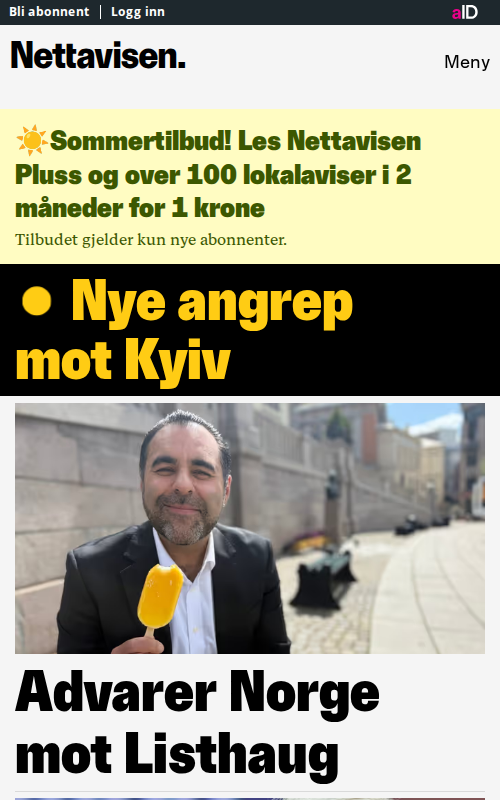 Bli abonnent | Logg inn
aID
Nettavisen.
Meny
☀️Sommertilbud! Les Nettavisen
Pluss og over 100 lokalaviser i 2
måneder for 1 krone
Tilbudet gjelder kun nye abonnenter.
Nye angrep
mot Kyiv
Advarer Norge
mot Listhaug